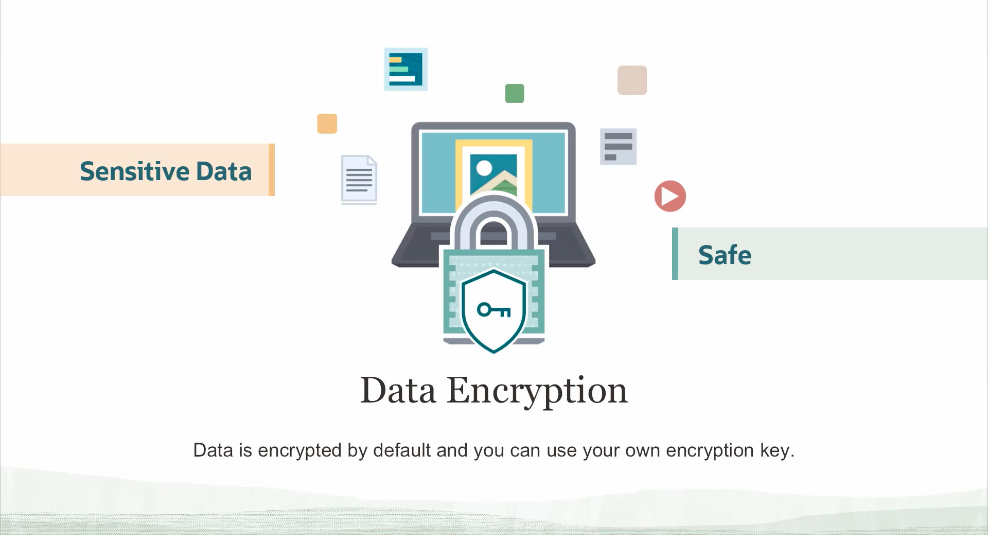 Sensitive Data
Safe
Data Encryption
Data is encrypted by default and you can use your own encryption key.